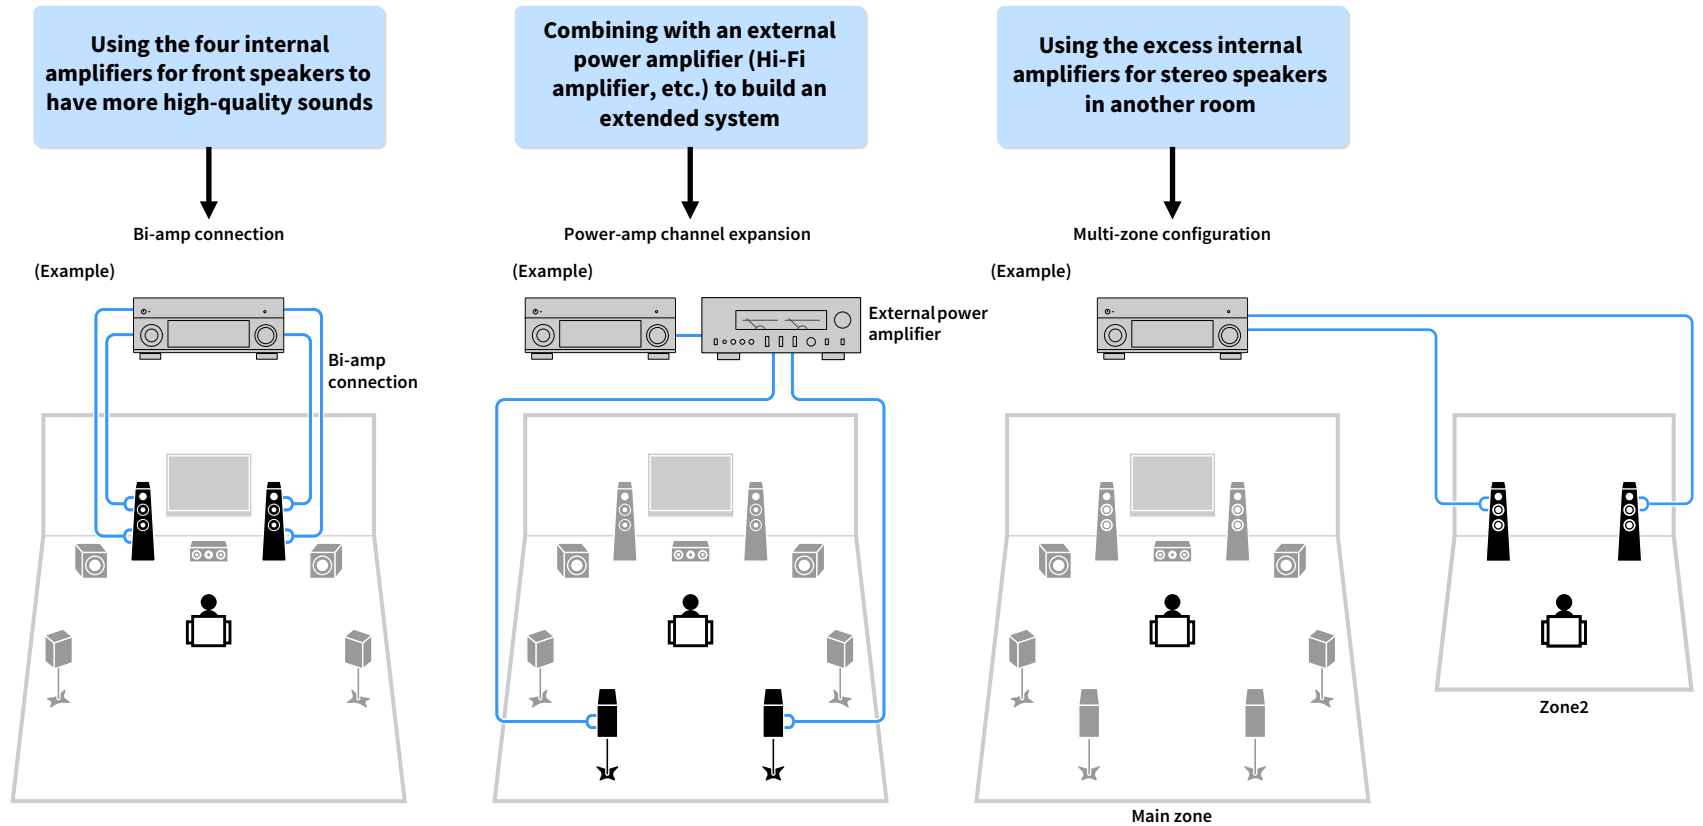 Using the four internal
amplifiers for front speakers to
have more high-quality sounds
Bi-amp connection
(Example)
Bi-amp
connection
Combining with an external
power amplifier (Hi-Fi
amplifier, etc.) to build an
extended system
Power-amp channel expansion
(Example)
External power
amplifier
Using the excess internal
amplifiers for stereo speakers
in another room
Multi-zone configuration
(Example)
Zone2
Main zone